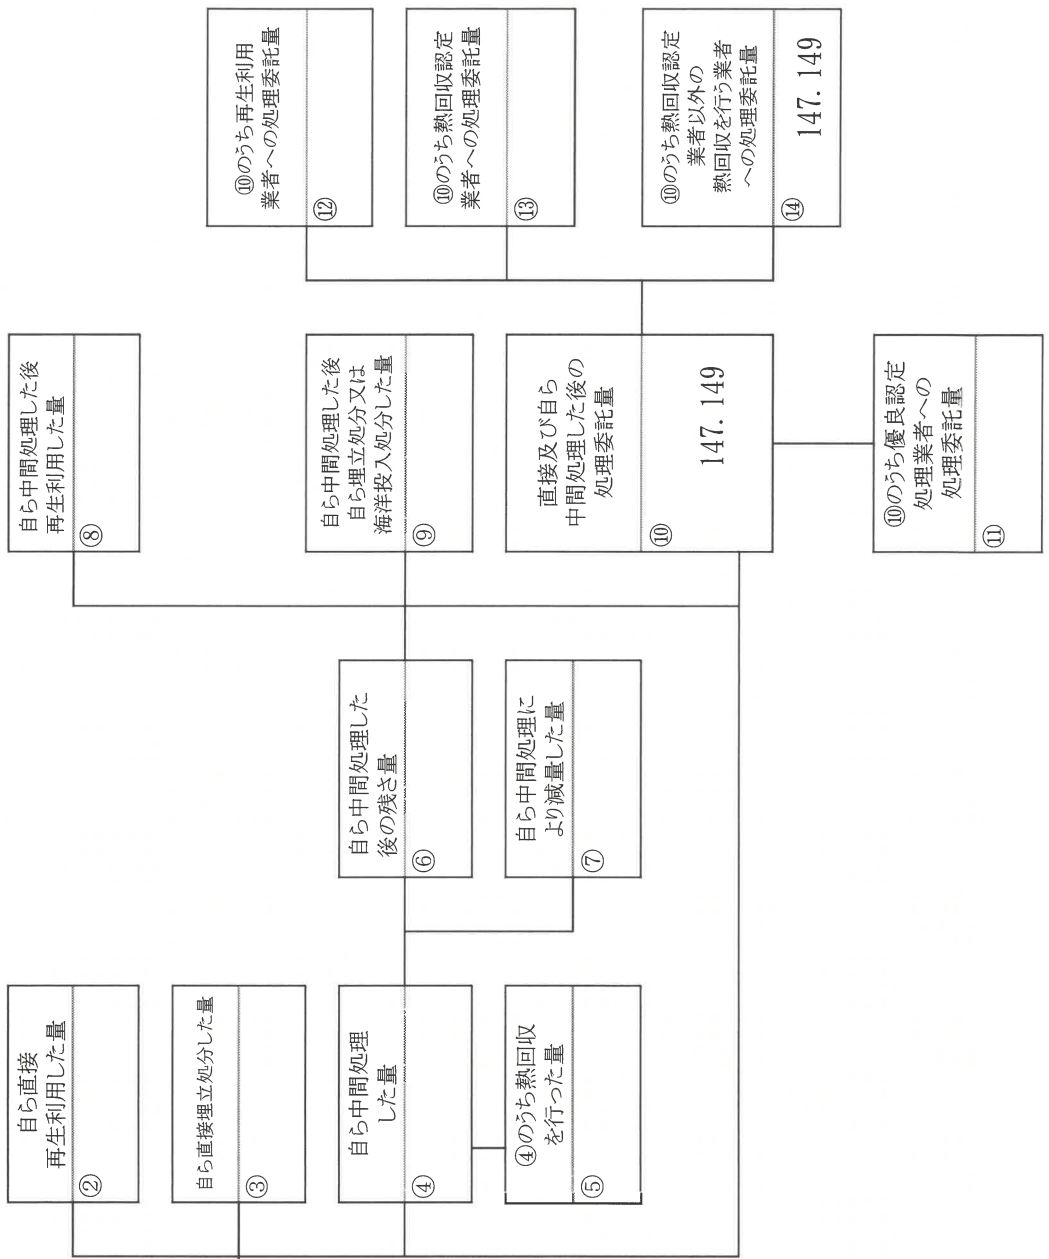 自ら直接
再生利用した量
②
自ら直接埋立処分した量
③
自ら中間処理
した量
④
④のうち熱回収
を行った量
⑤
自ら中間処理した
後の残さ量
⑥
自ら中間処理に
より減量した量
⑦
自ら中間処理した後
再生利用した量
⑧
自ら中間処理した後
自ら埋立処分又は
海洋投入処分した量
⑨
直接及び自ら
中間処理した後の
処理委託量
⑩
147.149
⑩のうち優良認定
処理業者への
処理委託量
⑪
⑩のうち再生利用
業者への処理委託量
⑫
⑩のうち熱回収認定
業者への処理委託量
⑬
⑩のうち熱回収認定
業者以外の
熱回収を行う業者
への処理委託量
⑭
147.149